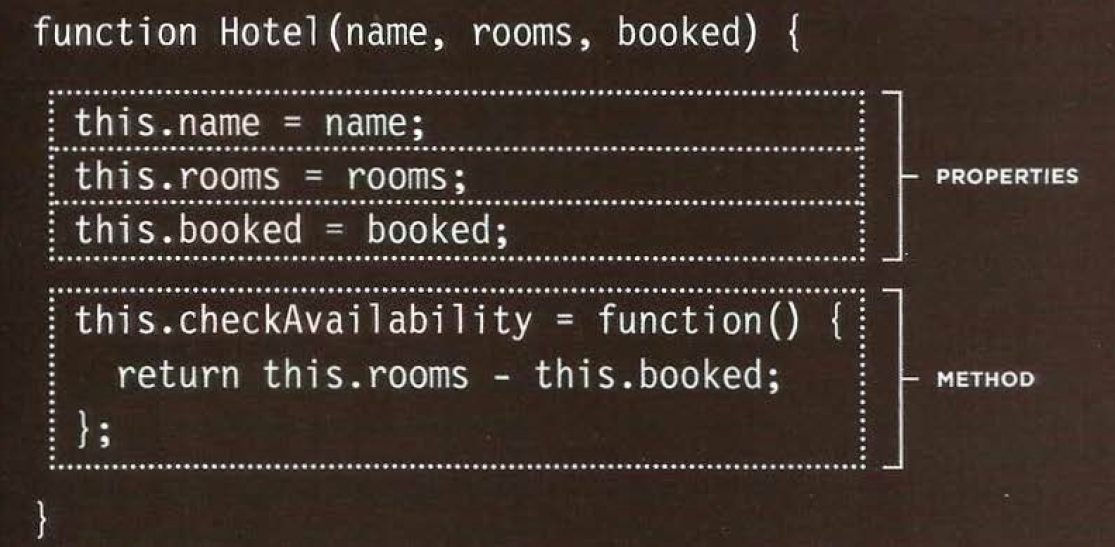 function Hotel(name, rooms, booked) {
this.name = name;
this.rooms = rooms;
this.booked = booked;
PROPERTIES
this.checkAvailability = function() {
return this.rooms - this.booked;
};
METHOD
}